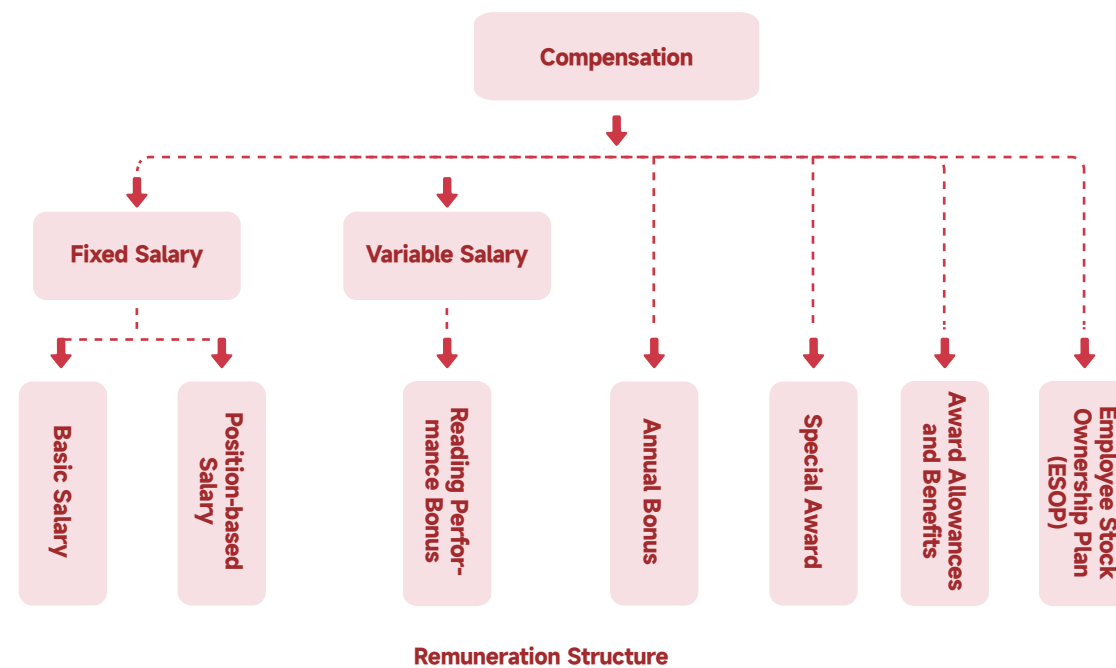 Compensation
Fixed Salary
Variable Salary
Basic Salary
Position-based
Salary
Reading Perfor-
mance Bonus
Annual Bonus
Special Award
Award Allowances
and Benefits
Employee Stock
Ownership Plan
(ESOP)
Remuneration Structure